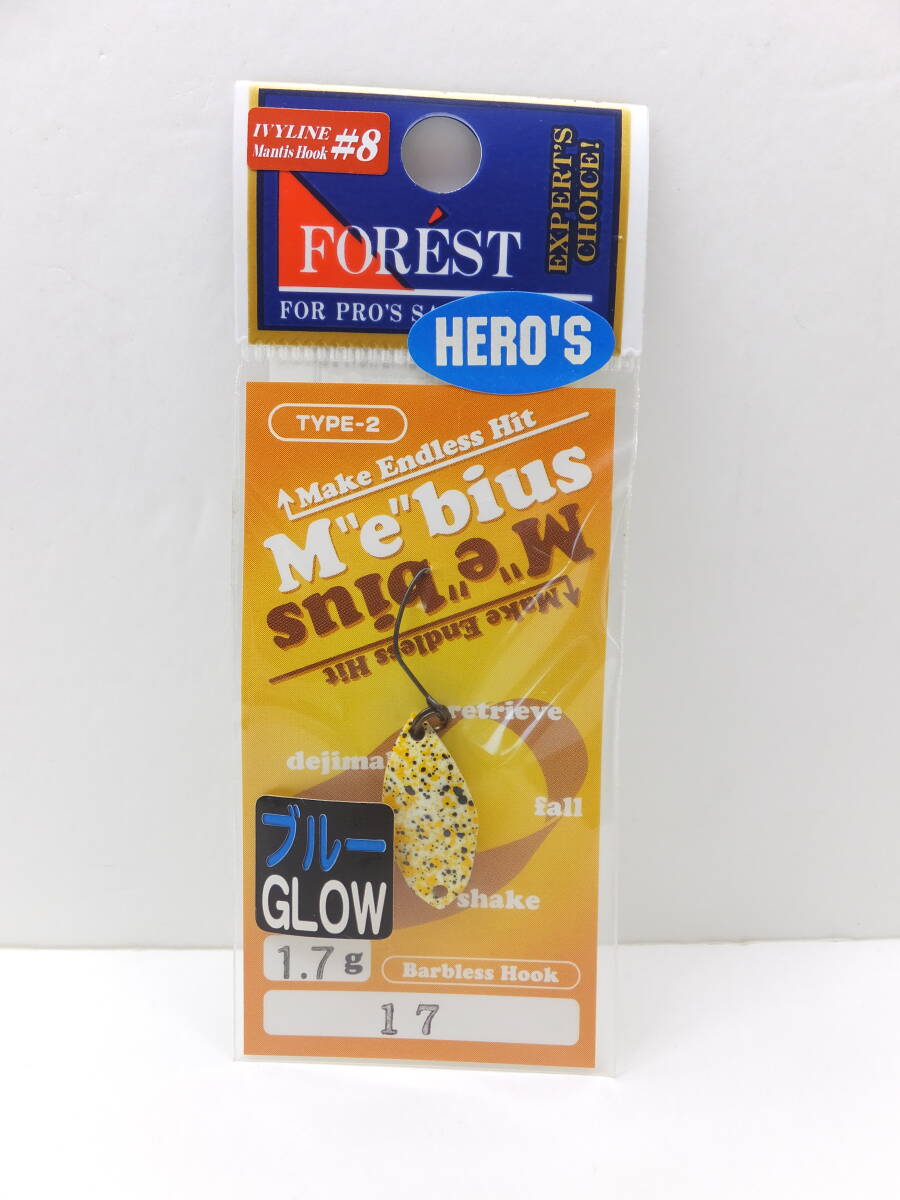 IVYLINE
Mantis Hook #8
FORÉST
FOR PRO'S
EXPERT'S
CHOICE!
HERO'S
TYPE-2
↑Make Endless Hit
M"e"bius
M"e"bius
↑Make Endless Hit
retrieve
dejima
fall
shake
ブルー
GLOW
1.7g
Barbless Hook
17